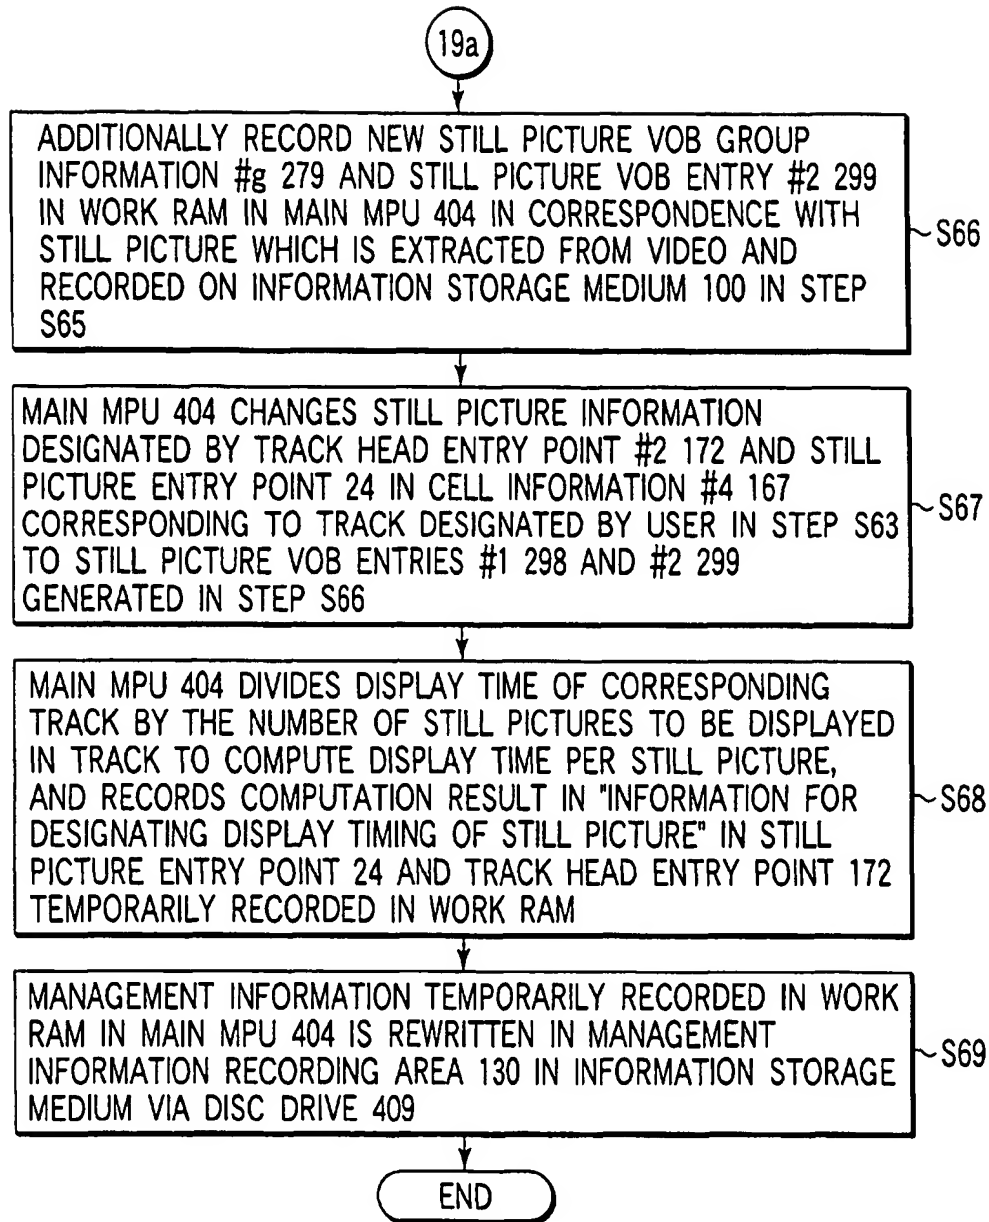 19a
ADDITIONALLY RECORD NEW STILL PICTURE VOB GROUP
INFORMATION #g 279 AND STILL PICTURE VOB ENTRY #2 299
IN WORK RAM IN MAIN MPU 404 IN CORRESPONDENCE WITH
STILL PICTURE WHICH IS EXTRACTED FROM VIDEO AND
RECORDED ON INFORMATION STORAGE MEDIUM 100 IN STEP
S65
S66
MAIN MPU 404 CHANGES STILL PICTURE INFORMATION
DESIGNATED BY TRACK HEAD ENTRY POINT #2 172 AND STILL
PICTURE ENTRY POINT 24 IN CELL INFORMATION #4 167
CORRESPONDING TO TRACK DESIGNATED BY USER IN STEP S63
TO STILL PICTURE VOB ENTRIES #1 298 AND #2 299
GENERATED IN STEP S66
S67
MAIN MPU 404 DIVIDES DISPLAY TIME OF CORRESPONDING
TRACK BY THE NUMBER OF STILL PICTURES TO BE DISPLAYED
IN TRACK TO COMPUTE DISPLAY TIME PER STILL PICTURE,
AND RECORDS COMPUTATION RESULT IN "INFORMATION FOR
DESIGNATING DISPLAY TIMING OF STILL PICTURE" IN STILL
PICTURE ENTRY POINT 24 AND TRACK HEAD ENTRY POINT 172
TEMPORARILY RECORDED IN WORK RAM
S68
MANAGEMENT INFORMATION TEMPORARILY RECORDED IN WORK
RAM IN MAIN MPU 404 IS REWRITTEN IN MANAGEMENT
INFORMATION RECORDING AREA 130 IN INFORMATION STORAGE
MEDIUM VIA DISC DRIVE 409
S69
END